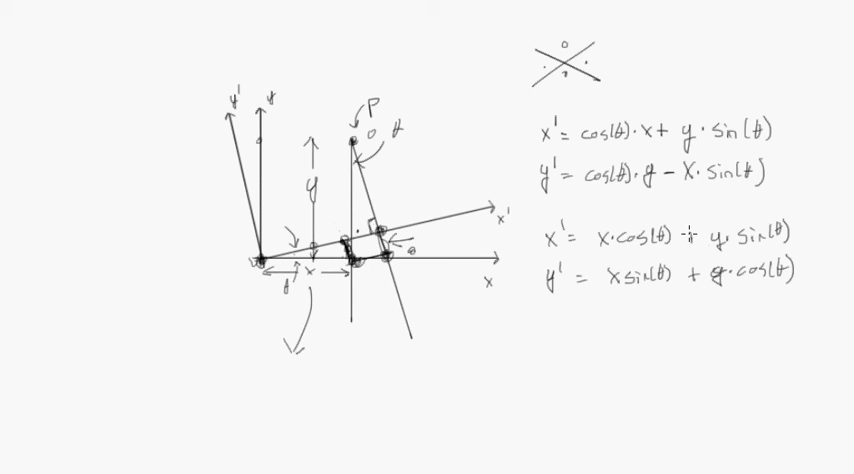 y'
y
P
O
θ
O
y
x'
x
θ
x
θ
O
x' = cos(θ)·x + y·sin(θ)
y' = cos(θ)·y - x·sin(θ)
x' = x·cos(θ) + y·sin(θ)
y' = x sin(θ) + y·cos(θ)